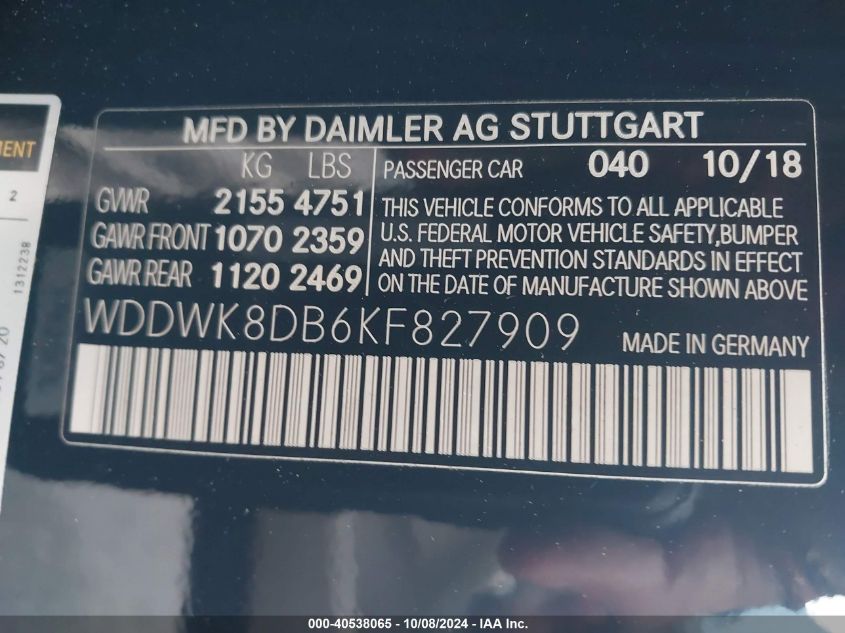 MENT
2
1312238
MFD BY DAIMLER AG STUTTGART
KG LBS
GVWR 2155 4751
GAWR FRONT 1070 2359
GAWR REAR 1120 2469
PASSENGER CAR 040 10/18
THIS VEHICLE CONFORMS TO ALL APPLICABLE
U.S. FEDERAL MOTOR VEHICLE SAFETY,BUMPER
AND THEFT PREVENTION STANDARDS IN EFFECT
ON THE DATE OF MANUFACTURE SHOWN ABOVE
WDDWK8DB6KF827909
MADE IN GERMANY
000-40538065 - 10/08/2024 - IAA Inc.